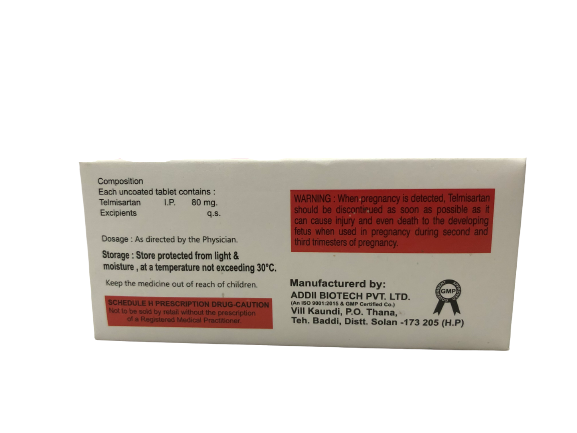 Composition
Each uncoated tablet contains :
Telmisartan I.P. 80 mg.
Excipients q.s.
Dosage : As directed by the Physician.
Storage : Store protected from light &
moisture , at a temperature not exceeding 30°C.
Keep the medicine out of reach of children.
SCHEDULE H PRESCRIPTION DRUG-CAUTION
Not to be sold by retail without the prescription
of a Registered Medical Practitioner.
WARNING : When pregnancy is detected, Telmisartan
should be discontinued as soon as possible as it
can cause injury and even death to the developing
fetus when used in pregnancy during second and
third trimesters of pregnancy.
Manufacturerd by:
ADDII BIOTECH PVT. LTD.
(An ISO 9001:2015 & GMP Certified Co.)
Vill Kaundi, P.O. Thana,
Teh. Baddi, Distt. Solan -173 205 (H.P)
GMP